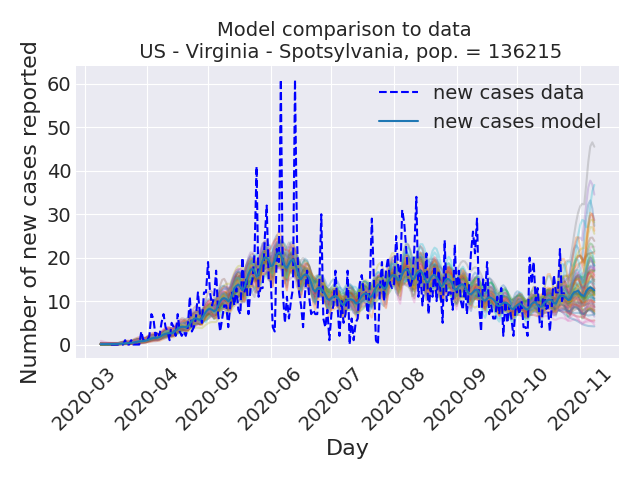 Model comparison to data
US - Virginia - Spotsylvania, pop. = 136215
Number of new cases reported
60
50
40
30
20
10
0
new cases data
new cases model
2020-03
2020-04
2020-05
2020-06
2020-07
2020-08
2020-09
2020-10
2020-11
Day